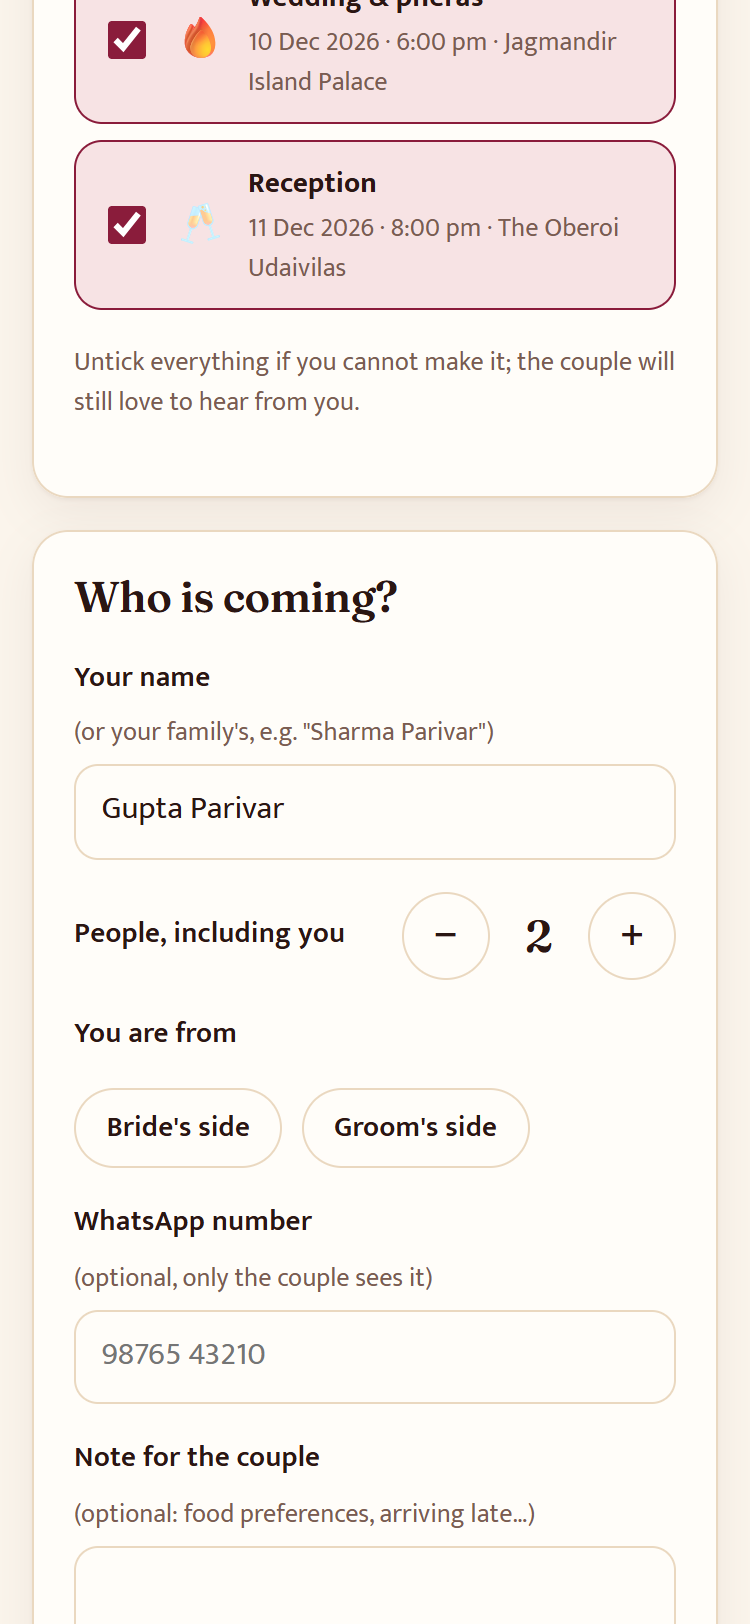 Wedding & pheras
10 Dec 2026 · 6:00 pm · Jagmandir
Island Palace
Reception
11 Dec 2026 · 8:00 pm · The Oberoi
Udaivilas
Untick everything if you cannot make it; the couple will
still love to hear from you.
Who is coming?
Your name
(or your family's, e.g. "Sharma Parivar")
Gupta Parivar
People, including you
− 2 +
You are from
Bride's side Groom's side
WhatsApp number
(optional, only the couple sees it)
98765 43210
Note for the couple
(optional: food preferences, arriving late...)